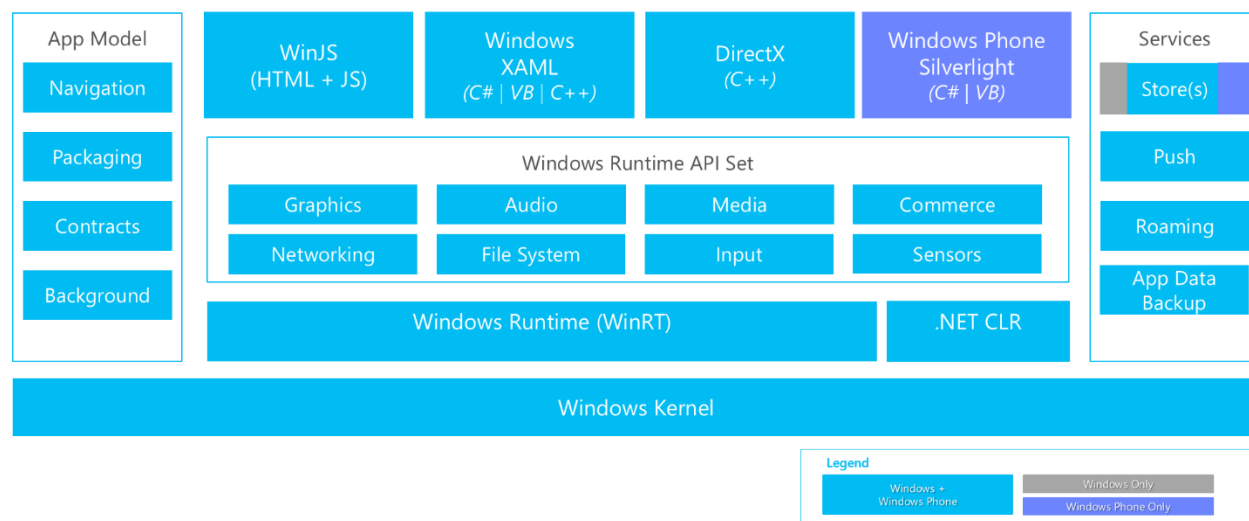 App Model
Navigation
Packaging
Contracts
Background
WinJS
(HTML + JS)
Windows
XAML
(C# | VB | C++)
DirectX
(C++)
Windows Phone
Silverlight
(C# | VB)
Windows Runtime API Set
Graphics
Audio
Media
Commerce
Networking
File System
Input
Sensors
Windows Runtime (WinRT)
.NET CLR
Services
Store(s)
Push
Roaming
App Data
Backup
Windows Kernel
Legend
Windows +
Windows Phone
Windows Only
Windows Phone Only